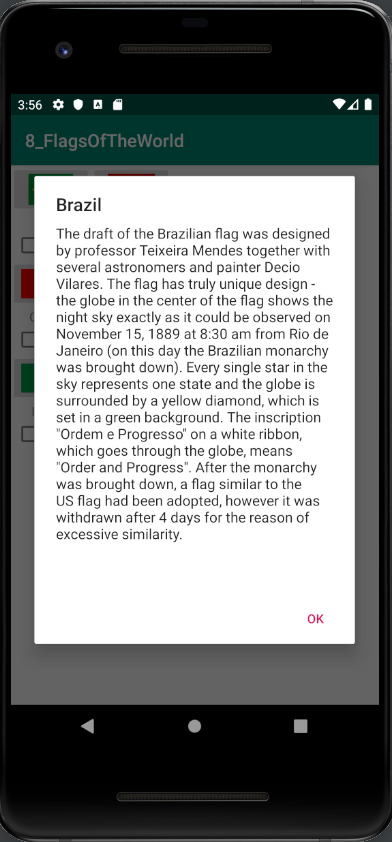 3:56
8_FlagsOfTheWorld
Brazil
The draft of the Brazilian flag was designed
by professor Teixeira Mendes together with
several astronomers and painter Decio
Vilares. The flag has truly unique design -
the globe in the center of the flag shows the
night sky exactly as it could be observed on
November 15, 1889 at 8:30 am from Rio de
Janeiro (on this day the Brazilian monarchy
was brought down). Every single star in the
sky represents one state and the globe is
surrounded by a yellow diamond, which is
set in a green background. The inscription
"Ordem e Progresso" on a white ribbon,
which goes through the globe, means
"Order and Progress". After the monarchy
was brought down, a flag similar to the
US flag had been adopted, however it was
withdrawn after 4 days for the reason of
excessive similarity.
OK